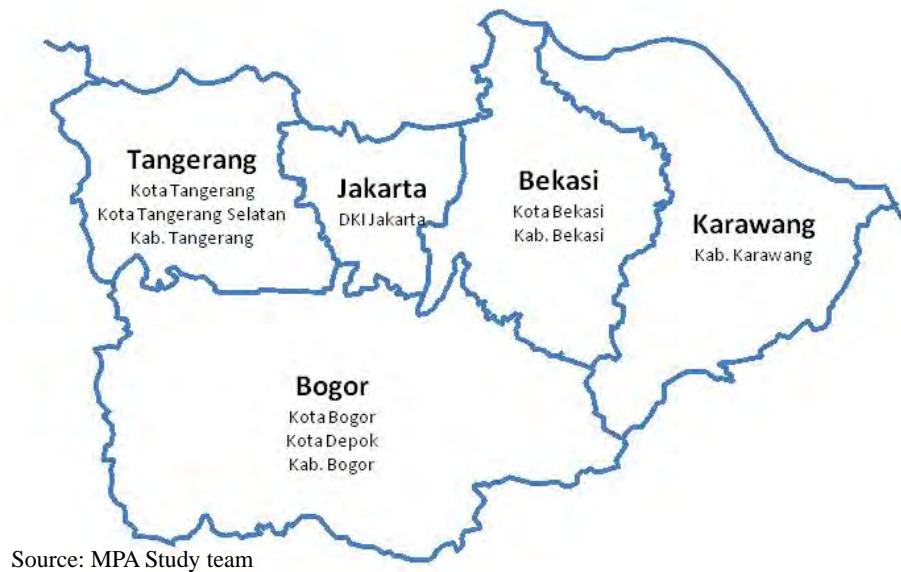 Tangerang
Kota Tangerang
Kota Tangerang Selatan
Kab. Tangerang
Jakarta
DKI Jakarta
Bekasi
Kota Bekasi
Kab. Bekasi
Karawang
Kab. Karawang
Bogor
Kota Bogor
Kota Depok
Kab. Bogor
Source: MPA Study team